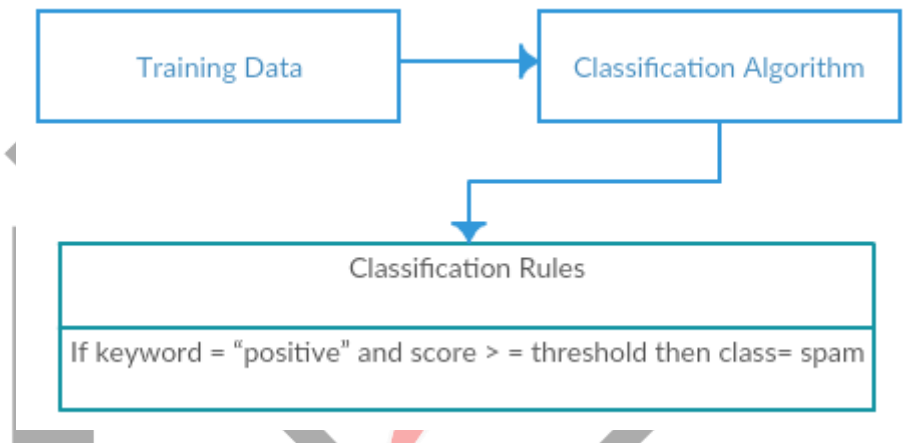 Training Data
Classification Algorithm
Classification Rules
If keyword = “positive” and score > = threshold then class= spam